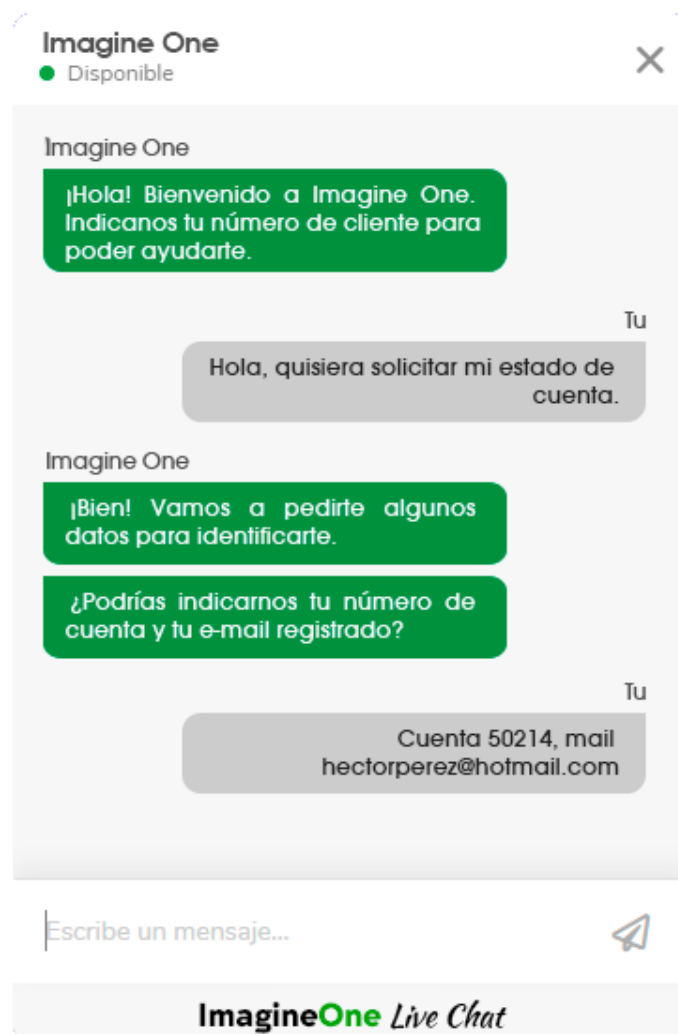 Imagine One
Disponible
Imagine One
¡Hola! Bienvenido a Imagine One.
Indicanos tu número de cliente para
poder ayudarte.
Tu
Hola, quisiera solicitar mi estado de
cuenta.
Imagine One
¡Bien! Vamos a pedirte algunos
datos para identificarte.
¿Podrías indicarnos tu número de
cuenta y tu e-mail registrado?
Tu
Cuenta 50214, mail
hectorperez@hotmail.com
Escribe un mensaje...
ImagineOne Live Chat